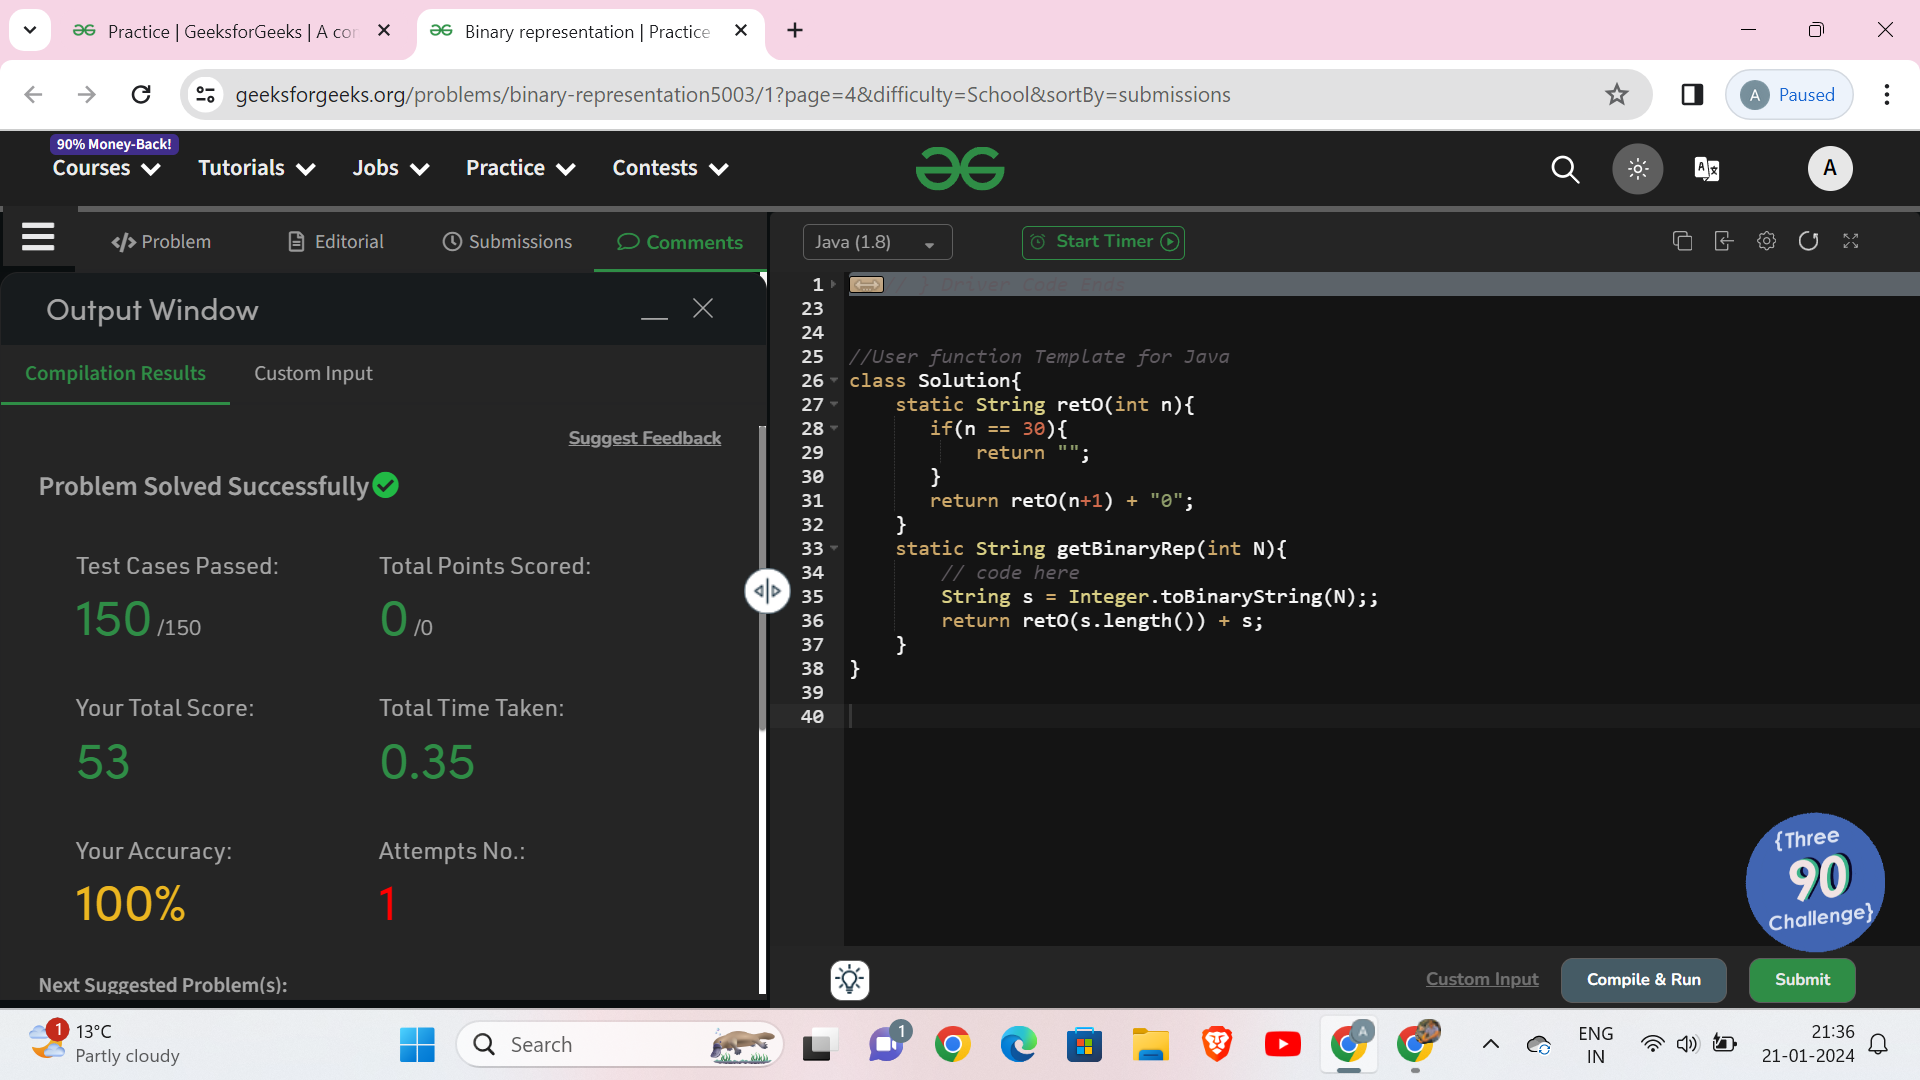 Practice | GeeksforGeeks | A cor
Binary representation | Practice
geeksforgeeks.org/problems/binary-representation5003/1?page=4&difficulty=School&sortBy=submissions
A Paused
90% Money-Back!
Courses Tutorials Jobs Practice Contests
A
Problem Editorial Submissions Comments
Java (1.8) Start Timer
Output Window
Compilation Results Custom Input
Suggest Feedback
Problem Solved Successfully
Test Cases Passed: Total Points Scored:
150 /150 0 /0
Your Total Score: Total Time Taken:
53 0.35
Your Accuracy: Attempts No.:
100% 1
Next Suggested Problem(s):
1 // } Driver Code Ends
23
24
25 //User function Template for Java
26 class Solution{
27 static String retO(int n){
28 if(n == 30){
29 return "";
30 }
31 return retO(n+1) + "0";
32 }
33 static String getBinaryRep(int N){
34 // code here
35 String s = Integer.toBinaryString(N);;
36 return retO(s.length()) + s;
37 }
38 }
39
40
{Three
90
Challenge}
Custom Input Compile & Run Submit
1
13°C
Partly cloudy
Search
1
A
ENG
IN
21:36
21-01-2024